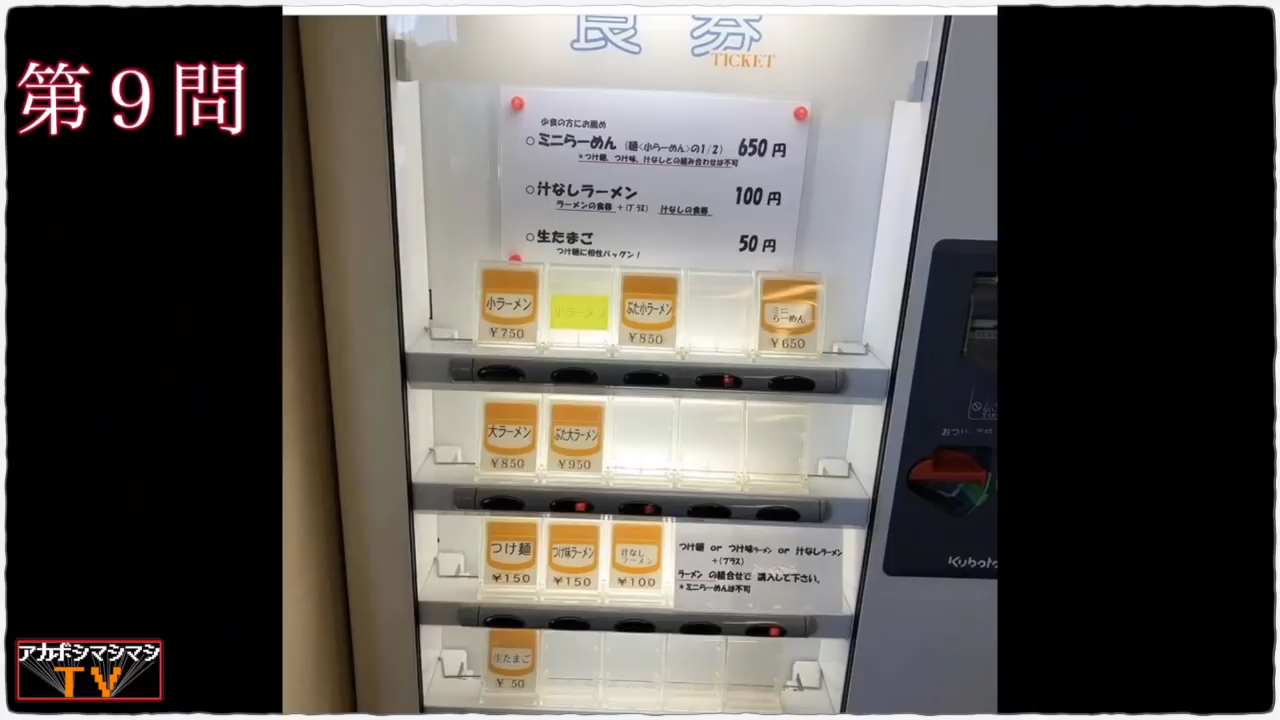 第9問
食券
TICKET
少食の方にお薦め
○ミニらーめん (麺<小らーめん>の1/2) 650円
*つけ麺、つけ味、汁なしとの組み合わせは不可
○汁なしラーメン 100円
ラーメンの食券 +(プラス) 汁なしの食券
○生たまご 50円
つけ麺に相性バッグン!
小ラーメン
¥750
小ラーメン
ぶた小ラーメン
¥850
ミニらーめん
¥650
大ラーメン
¥850
ぶた大ラーメン
¥950
つけ麺
¥150
つけ味ラーメン
¥150
汁なし
ラーメン
¥100
つけ麺 or つけ味ラーメン or 汁なしラーメン
+(プラス)
ラーメン の組合せで 購入して下さい。
*ミニらーめんは不可
生たまご
¥50
Kubota
アカボシマシマシ
TV